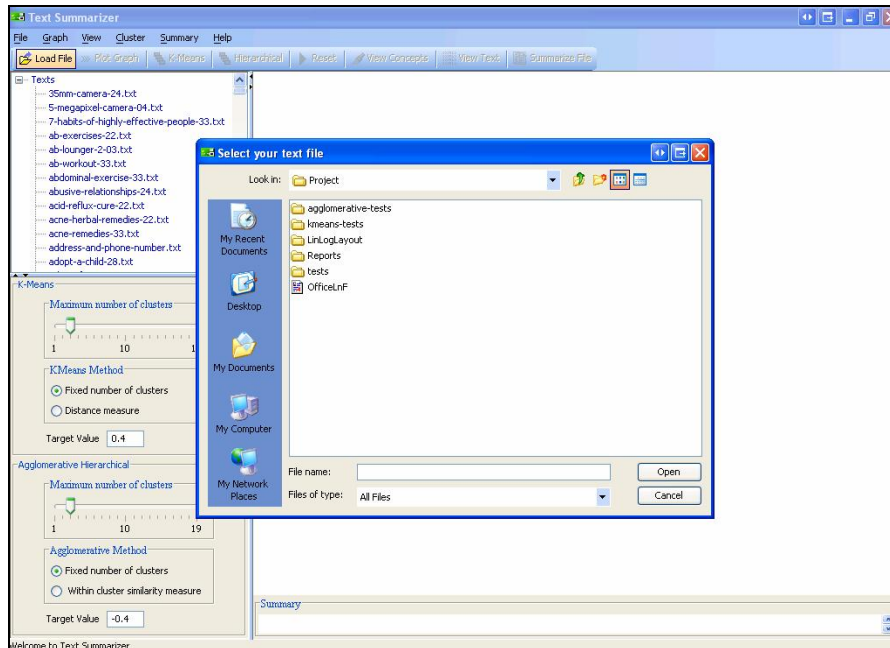 Text Summarizer
File Graph View Cluster Summary Help
Load File Plot Graph K-Means Hierarchical Reset View Concepts View Text Summarize File
Texts
35mm-camera-24.txt
5-megapixel-camera-04.txt
7-habits-of-highly-effective-people-33.txt
ab-exercises-22.txt
ab-lounger-2-03.txt
ab-workout-33.txt
abdominal-exercise-33.txt
abusive-relationships-24.txt
acid-reflux-cure-22.txt
acne-herbal-remedies-22.txt
acne-remedies-33.txt
address-and-phone-number.txt
adopt-a-child-28.txt
K-Means
Maximum number of clusters
1 10 1
KMeans Method
Fixed number of clusters
Distance measure
Target Value 0.4
Agglomerative Hierarchical
Maximum number of clusters
1 10 19
Agglomerative Method
Fixed number of clusters
Within cluster similarity measure
Target Value -0.4
Select your text file
Look in: Project
My Recent
Documents
Desktop
My Documents
My Computer
My Network
Places
agglomerative-tests
kmeans-tests
LinLogLayout
Reports
tests
OfficeLnF
File name: Open
Files of type: All Files Cancel
Summary
Welcome to Text Summarizer